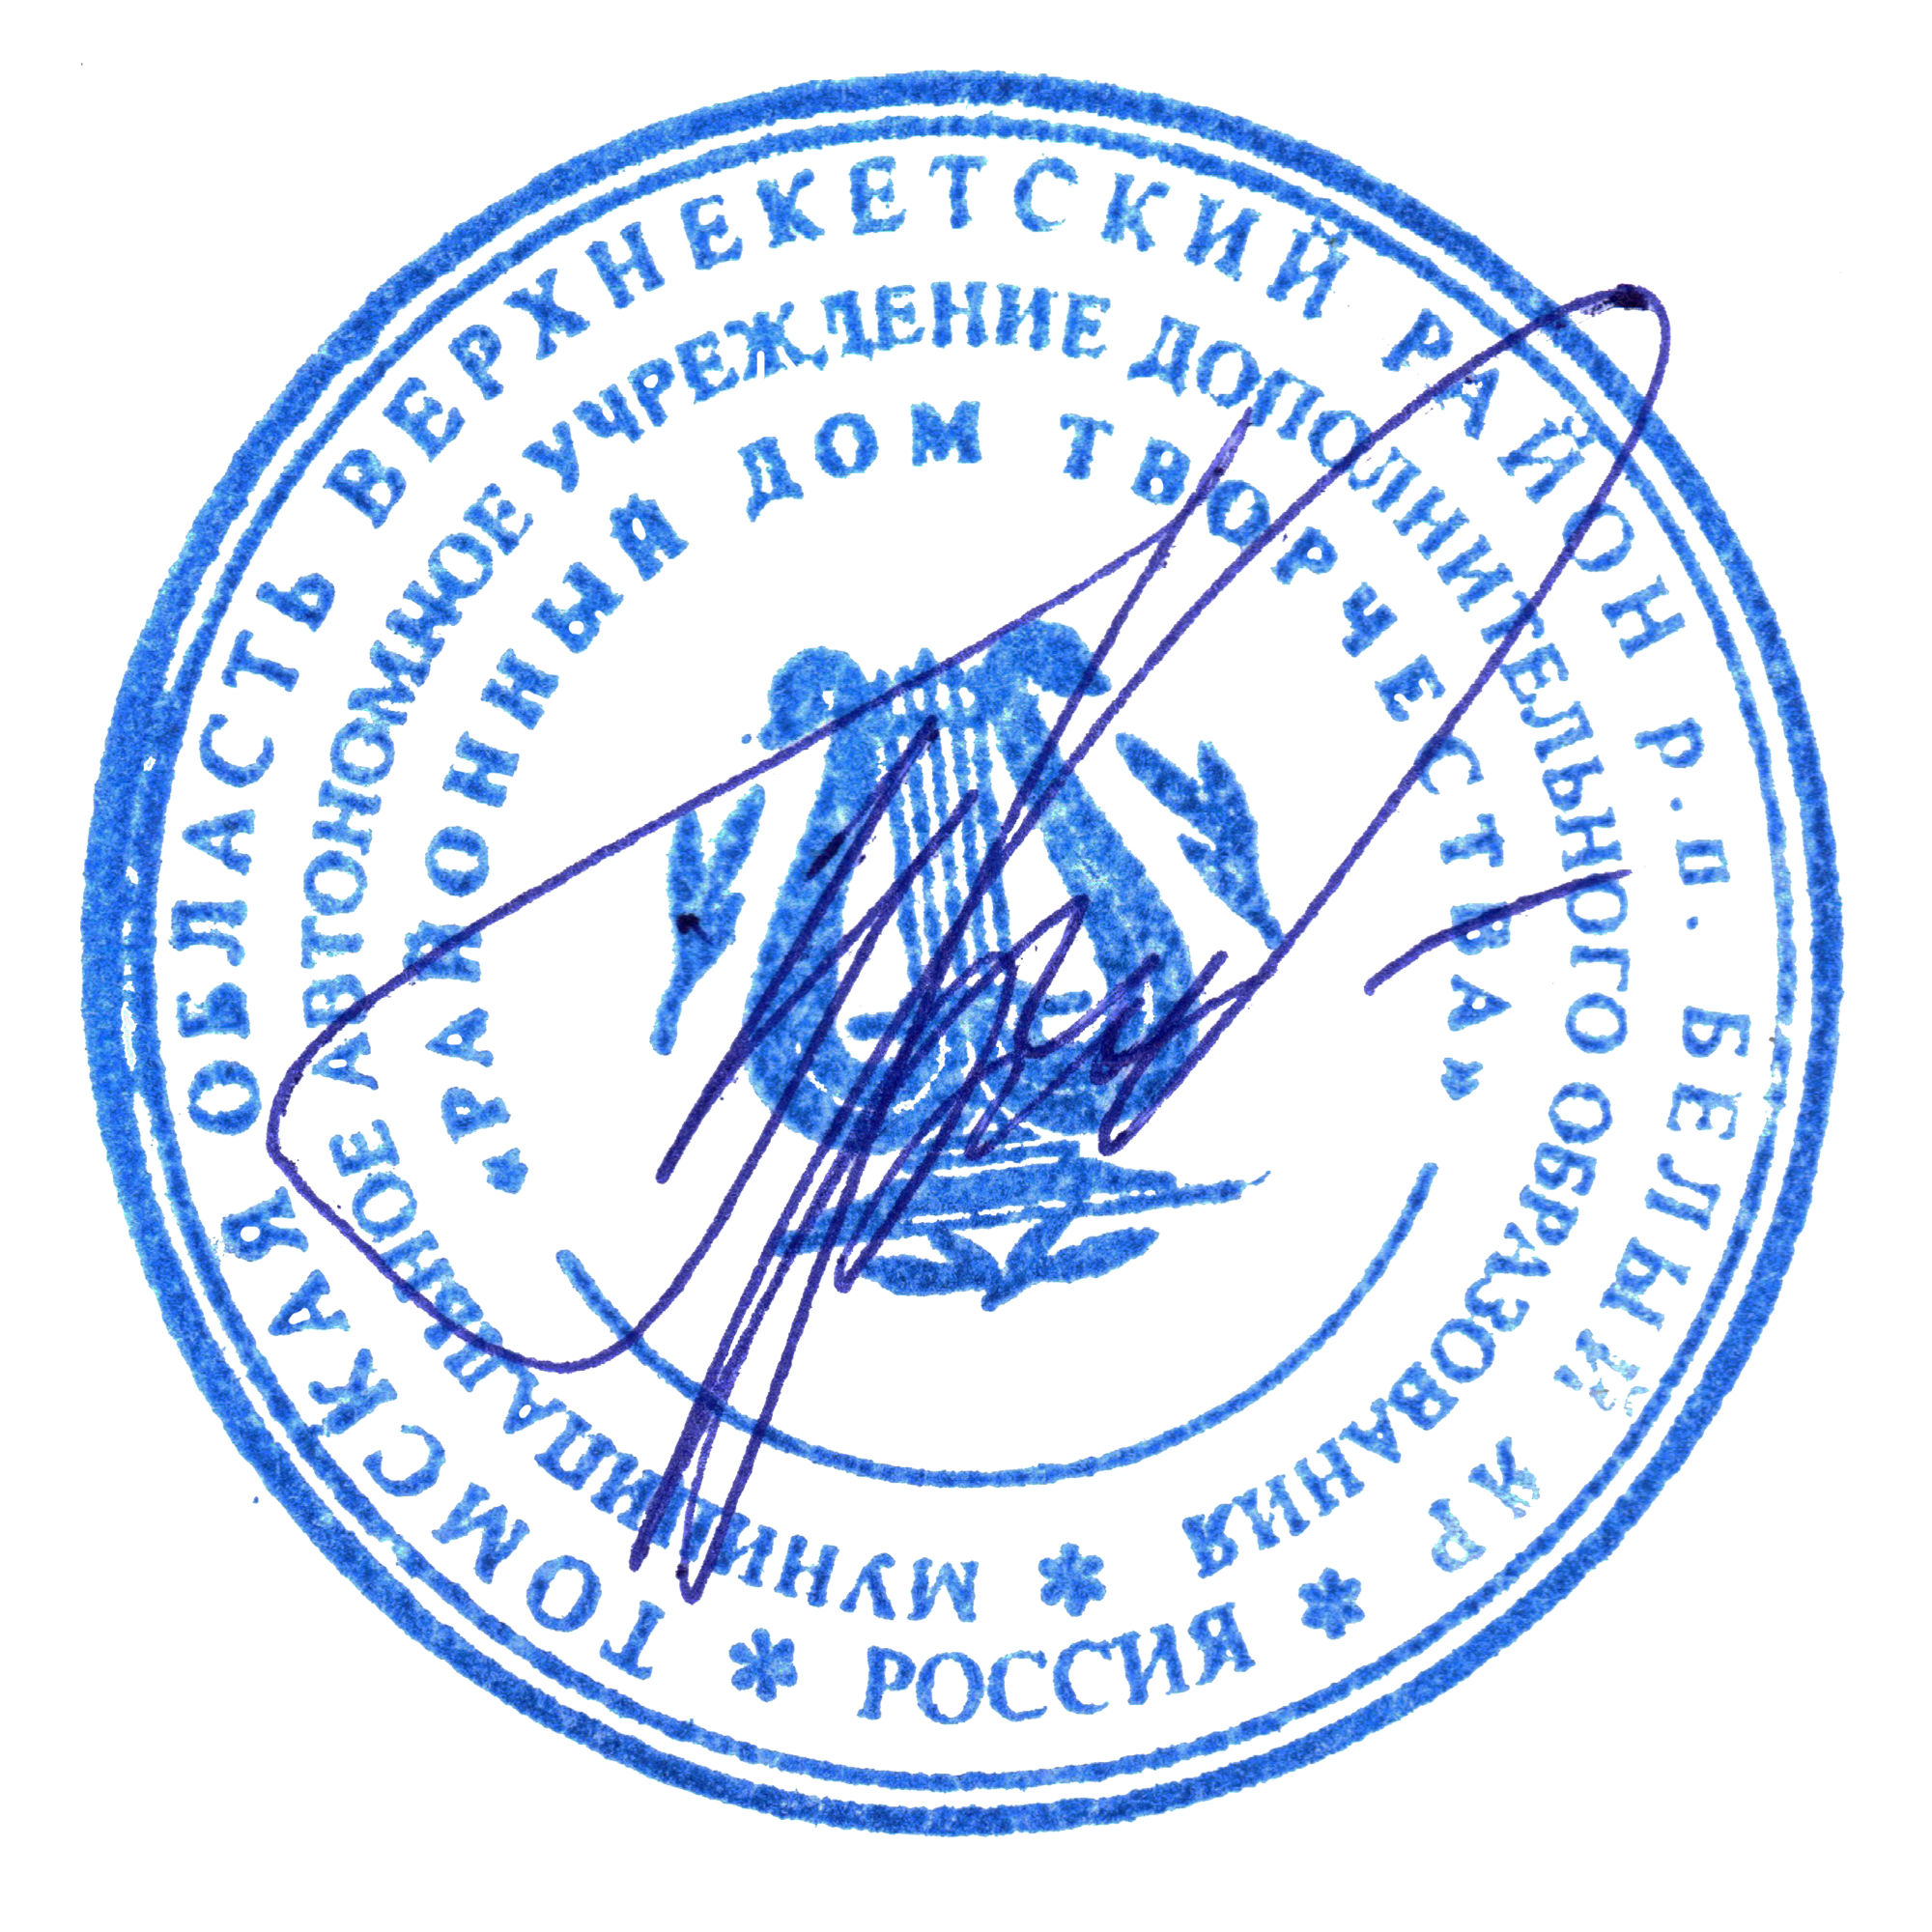 ТОМСКАЯ ОБЛАСТЬ ВЕРХНЕКЕТСКИЙ РАЙОН Р.П. БЕЛЫЙ ЯР
* РОССИЯ *
МУНИЦИПАЛЬНОЕ АВТОНОМНОЕ УЧРЕЖДЕНИЕ ДОПОЛНИТЕЛЬНОГО ОБРАЗОВАНИЯ *
“РАЙОННЫЙ ДОМ ТВОРЧЕСТВА”